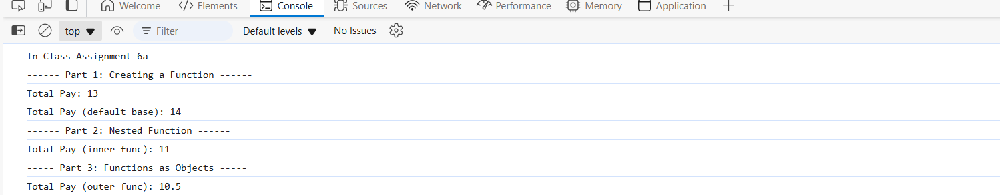 Welcome Elements Console Sources Network Performance Memory Application
top Filter Default levels No Issues
In Class Assignment 6a
------ Part 1: Creating a Function ------
Total Pay: 13
Total Pay (default base): 14
------ Part 2: Nested Function ------
Total Pay (inner func): 11
----- Part 3: Functions as Objects -----
Total Pay (outer func): 10.5